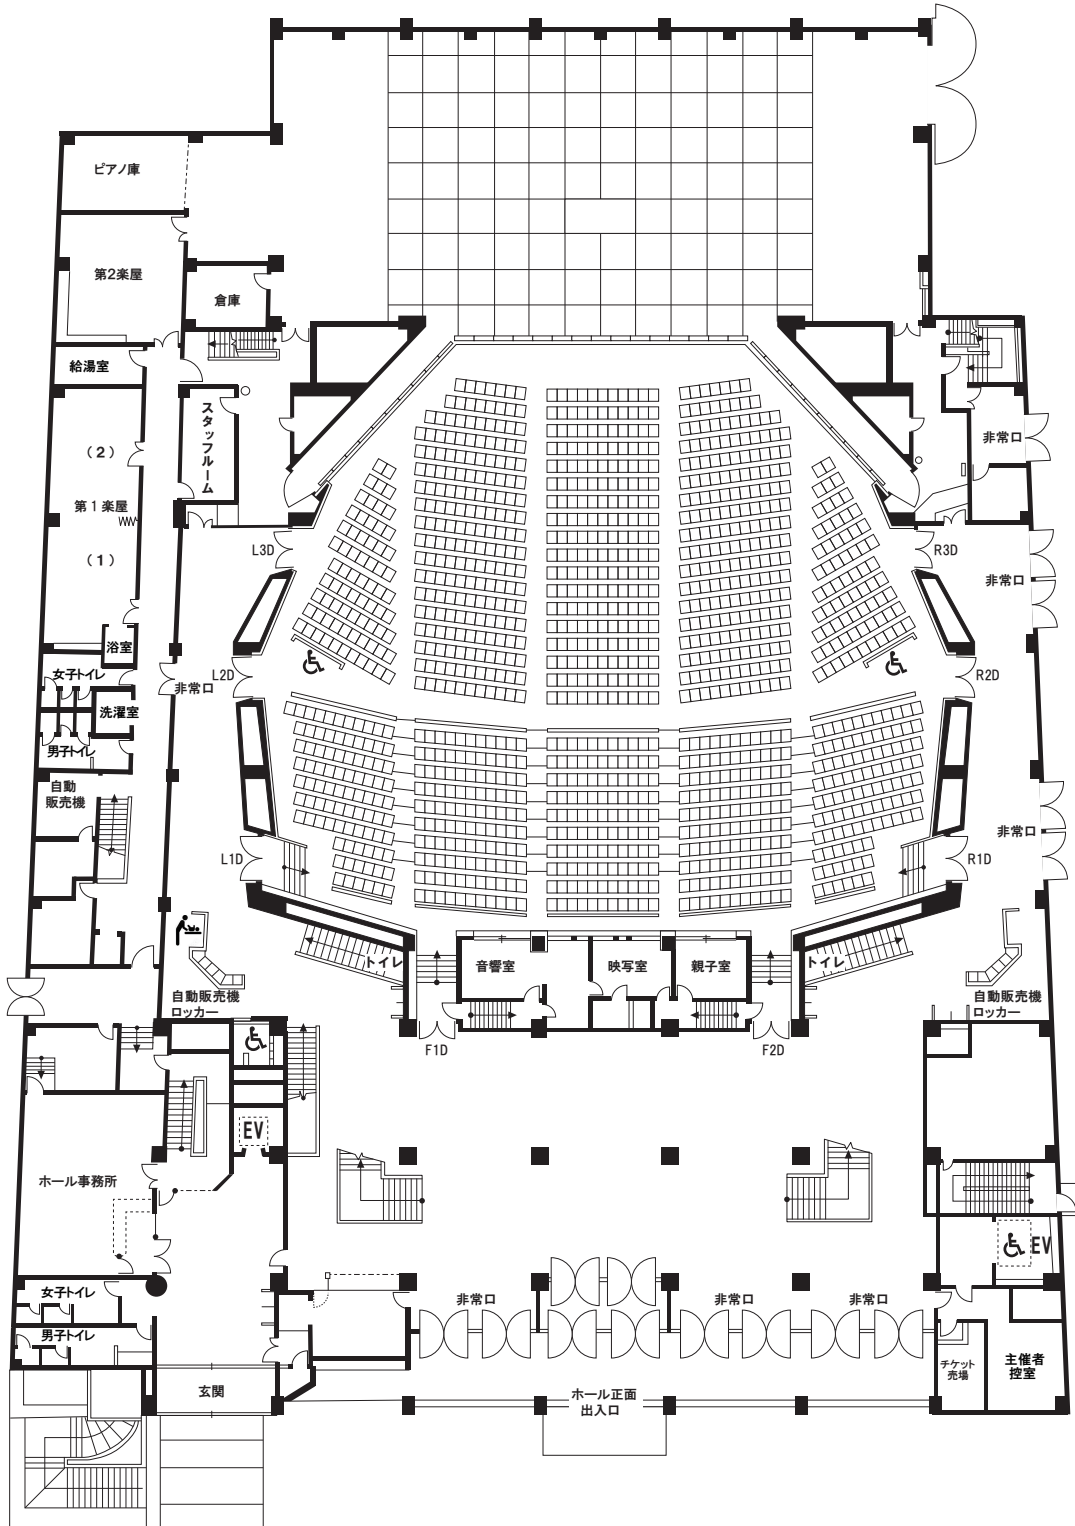 ピアノ庫
第2楽屋
倉庫
給湯室
スタッフルーム
(2)
第1楽屋
(1)
非常口
L3D
R3D
非常口
浴室
女子トイレ
非常口
L2D
R2D
洗濯室
男子トイレ
自動
販売機
非常口
L1D
R1D
トイレ
音響室
映写室
親子室
トイレ
自動販売機
ロッカー
自動販売機
ロッカー
F1D
F2D
EV
ホール事務所
EV
女子トイレ
非常口
非常口
非常口
男子トイレ
チケット
売場
主催者
控室
玄関
ホール正面
出入口